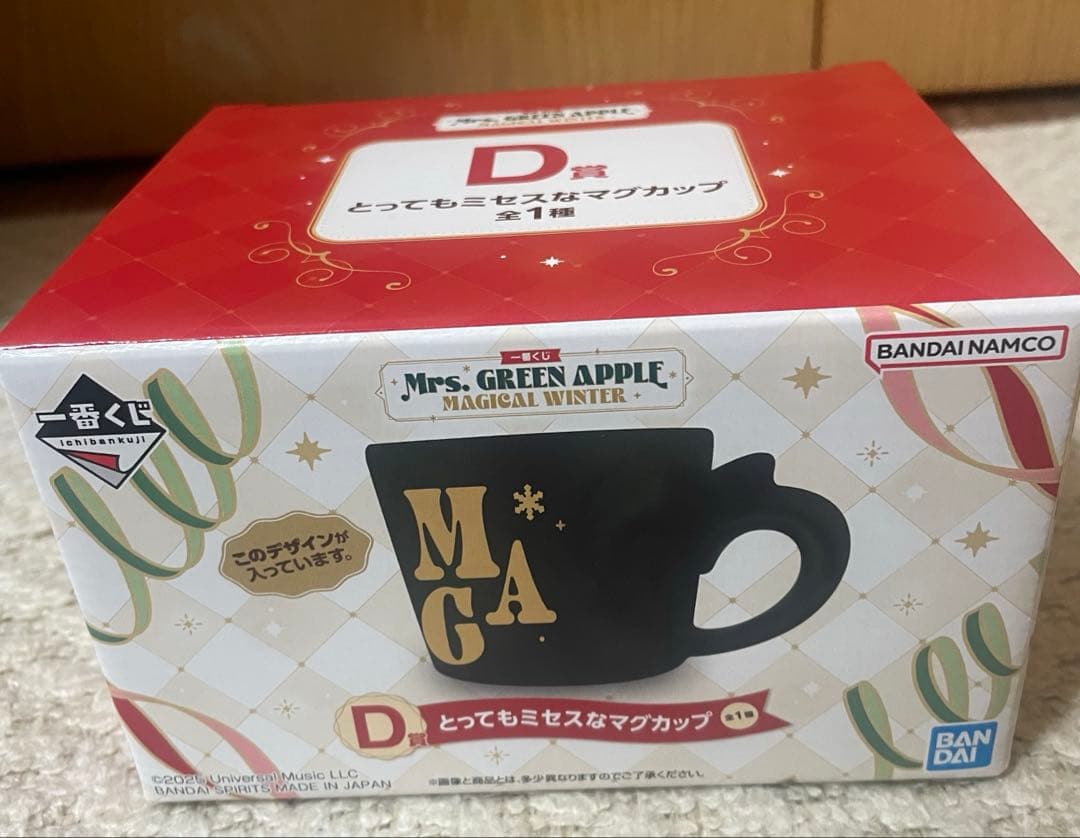 Mrs. GREEN APPLE
MAGICAL WINTER
D賞
とってもミセスなマグカップ
全1種
BANDAI NAMCO
一番くじ
Mrs. GREEN APPLE
MAGICAL WINTER
一番くじ
ichibankuji
このデザインが
入っています。
M
A
G
D賞 とってもミセスなマグカップ 全1種
BAN
DAI
©2025 Universal Music LLC
BANDAI SPIRITS MADE IN JAPAN
※画像と商品とは、多少異なりますのでご了承ください。